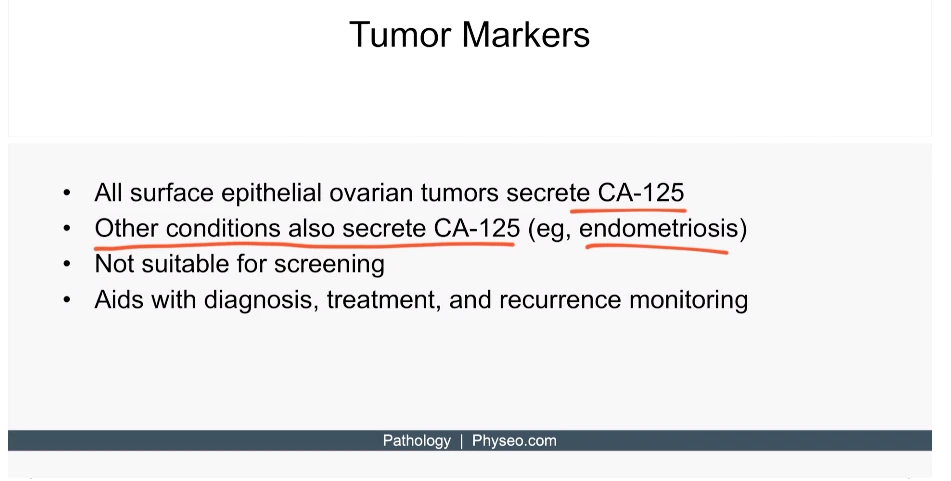 Tumor Markers
• All surface epithelial ovarian tumors secrete CA-125
• Other conditions also secrete CA-125 (eg, endometriosis)
• Not suitable for screening
• Aids with diagnosis, treatment, and recurrence monitoring
Pathology | Physeo.com